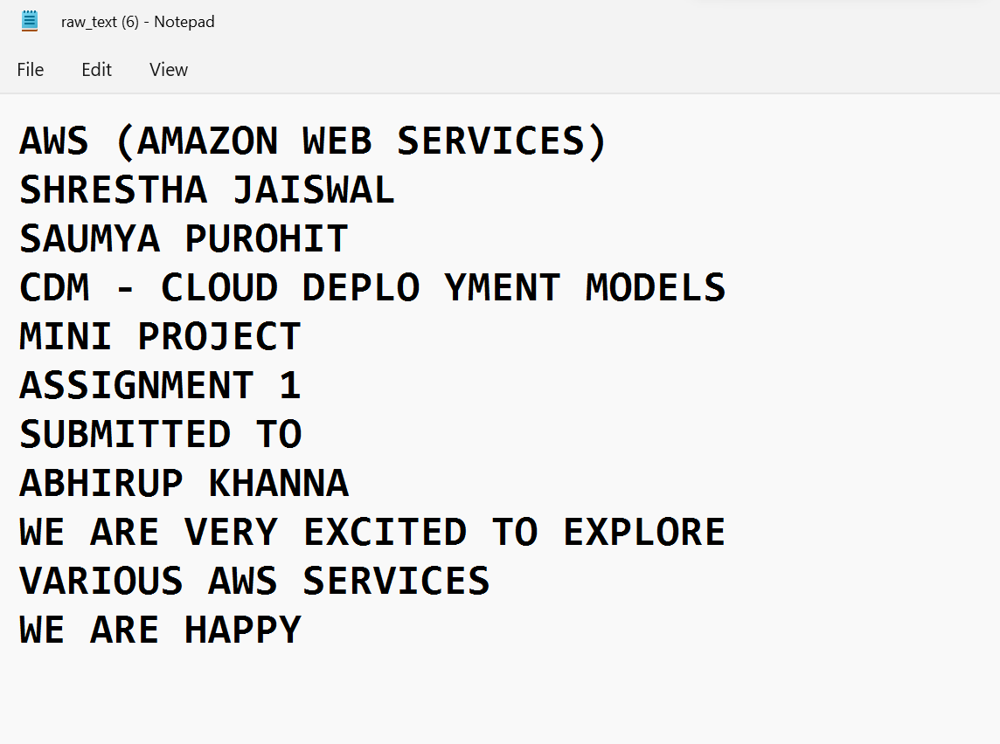 raw_text (6) - Notepad
File Edit View
AWS (AMAZON WEB SERVICES)
SHRESTHA JAISWAL
SAUMYA PUROHIT
CDM - CLOUD DEPLO YMENT MODELS
MINI PROJECT
ASSIGNMENT 1
SUBMITTED TO
ABHIRUP KHANNA
WE ARE VERY EXCITED TO EXPLORE
VARIOUS AWS SERVICES
WE ARE HAPPY